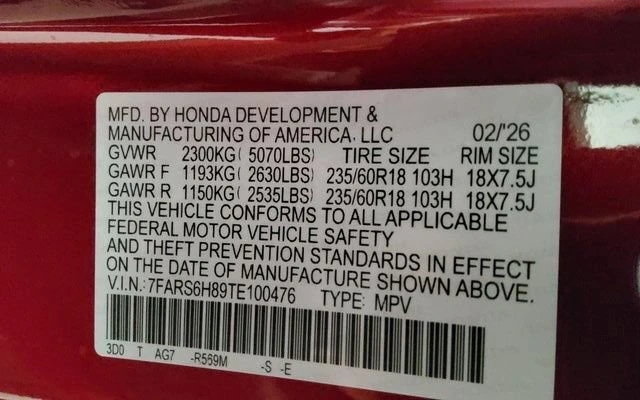 MFD. BY HONDA DEVELOPMENT &
MANUFACTURING OF AMERICA, LLC 02/'26
GVWR 2300KG(5070LBS) TIRE SIZE RIM SIZE
GAWR F 1193KG(2630LBS) 235/60R18 103H 18X7.5J
GAWR R 1150KG(2535LBS) 235/60R18 103H 18X7.5J
THIS VEHICLE CONFORMS TO ALL APPLICABLE
FEDERAL MOTOR VEHICLE SAFETY
AND THEFT PREVENTION STANDARDS IN EFFECT
ON THE DATE OF MANUFACTURE SHOWN ABOVE.
V.I.N.:7FARS6H89TE100476 TYPE: MPV
3D0 T AG7 -R569M -S -E